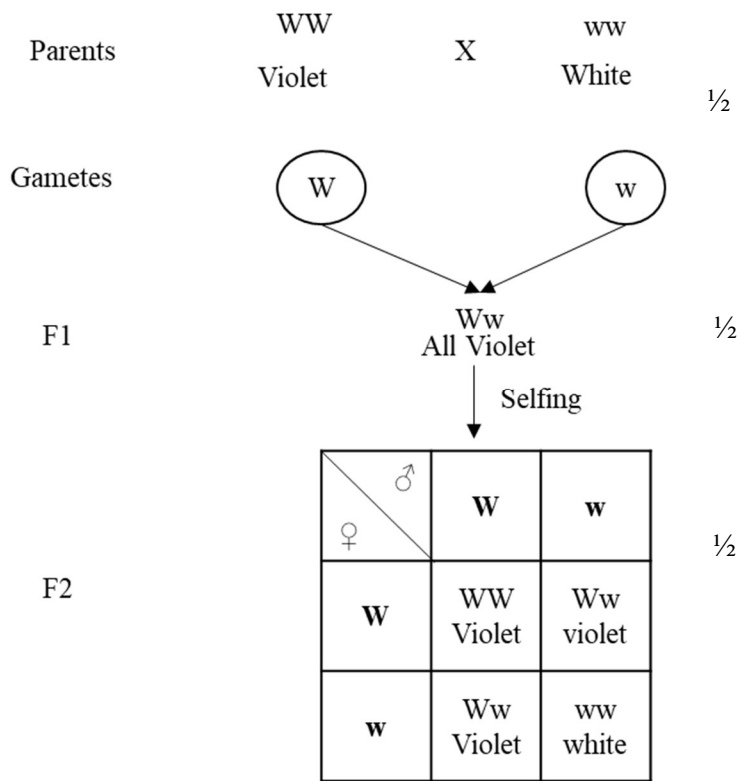 WW
ww
Parents
X
Violet
White
½
Gametes
W
w
F1
Ww
All Violet
½
Selfing
♂
♀
W
w
½
F2
W
WW
Violet
Ww
violet
w
Ww
Violet
ww
white